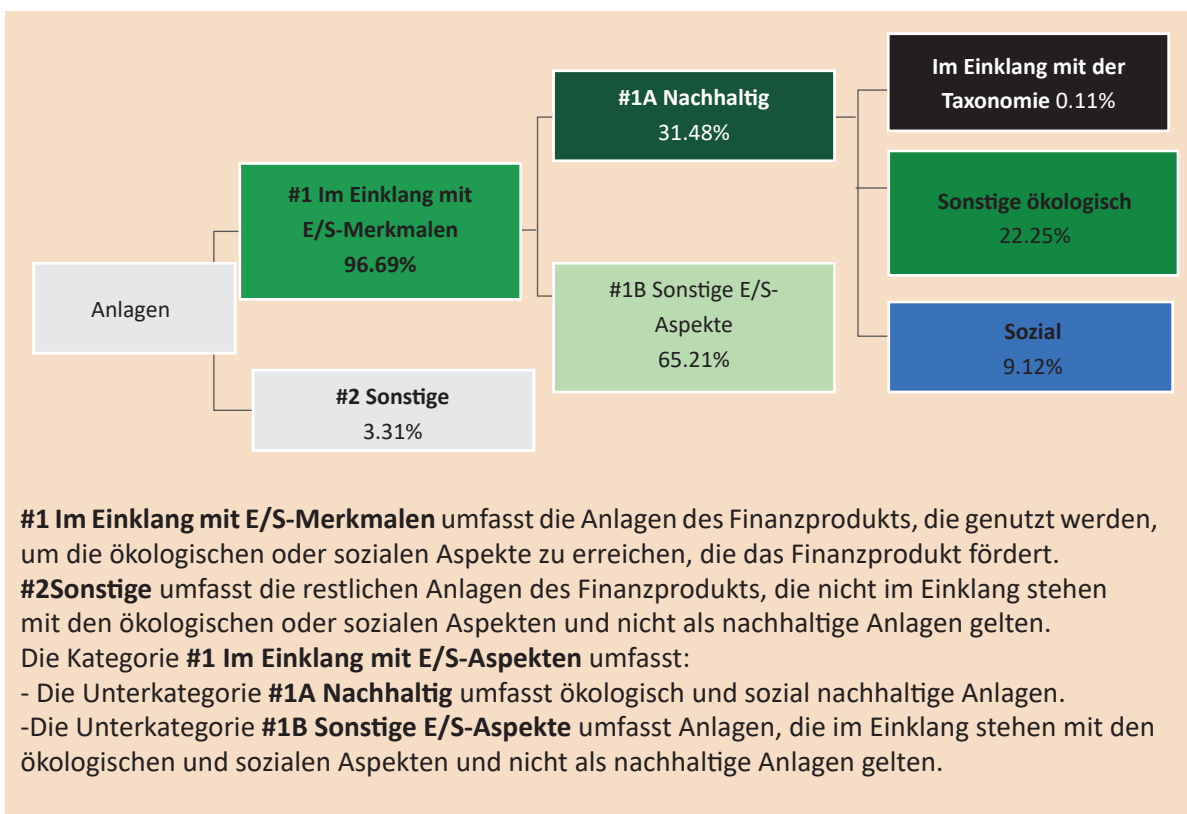 Anlagen
#1 Im Einklang mit
E/S-Merkmalen
96.69%
#2 Sonstige
3.31%
#1A Nachhaltig
31.48%
#1B Sonstige E/S-
Aspekte
65.21%
Im Einklang mit der
Taxonomie 0.11%
Sonstige ökologisch
22.25%
Sozial
9.12%
#1 Im Einklang mit E/S-Merkmalen umfasst die Anlagen des Finanzprodukts, die genutzt werden,
um die ökologischen oder sozialen Aspekte zu erreichen, die das Finanzprodukt fördert.
#2Sonstige umfasst die restlichen Anlagen des Finanzprodukts, die nicht im Einklang stehen
mit den ökologischen oder sozialen Aspekten und nicht als nachhaltige Anlagen gelten.
Die Kategorie #1 Im Einklang mit E/S-Aspekten umfasst:
- Die Unterkategorie #1A Nachhaltig umfasst ökologisch und sozial nachhaltige Anlagen.
-Die Unterkategorie #1B Sonstige E/S-Aspekte umfasst Anlagen, die im Einklang stehen mit den
ökologischen und sozialen Aspekten und nicht als nachhaltige Anlagen gelten.